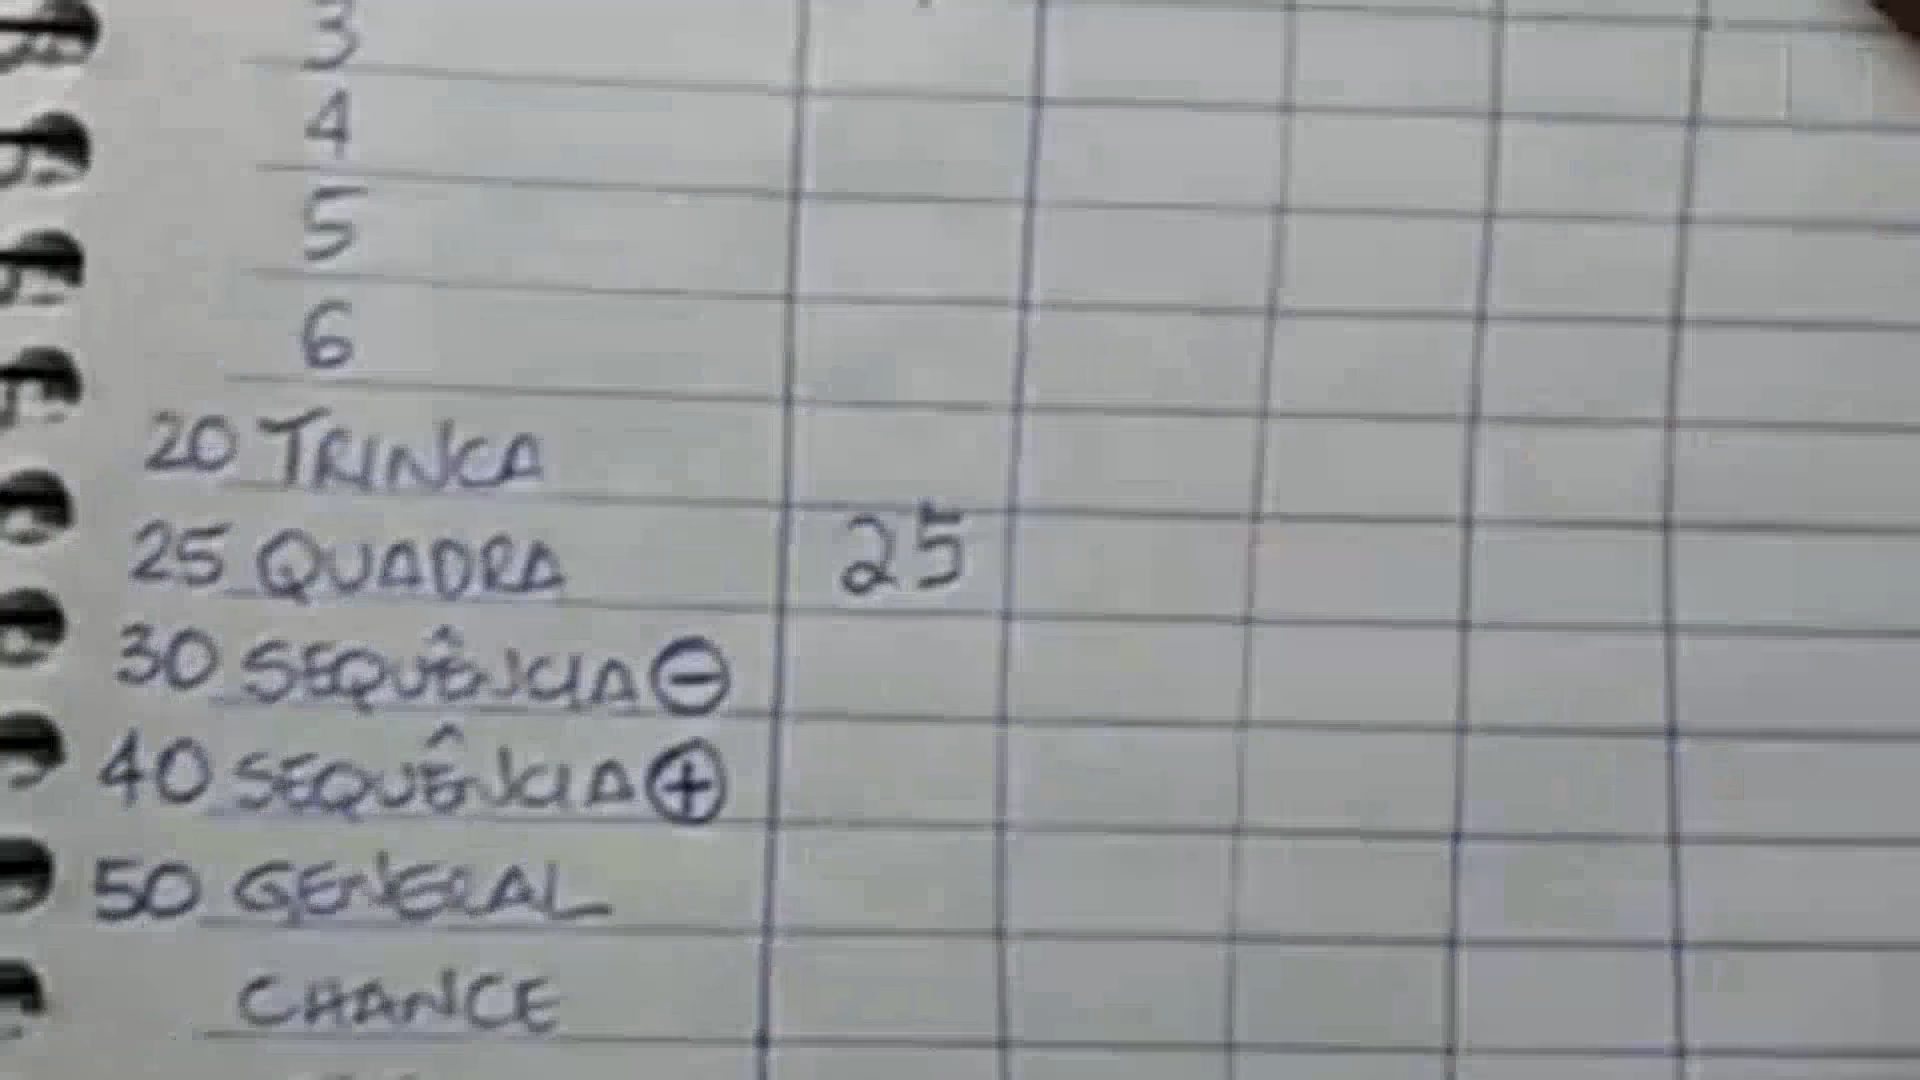 3
4
5
6
20 TRINCA
25 QUADRA 25
30 SEQUÊNCIA ⊖
40 SEQUÊNCIA ⊕
50 GENERAL
CHANCE